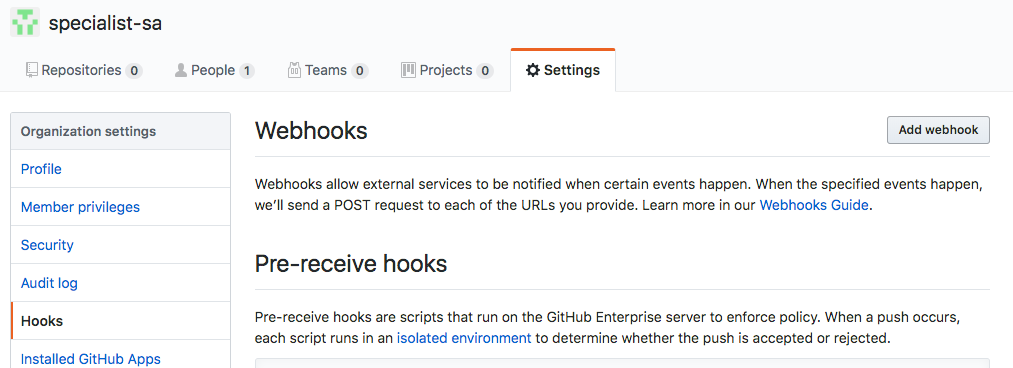 specialist-sa
Repositories 0 People 1 Teams 0 Projects 0 Settings
Organization settings
Profile
Member privileges
Security
Audit log
Hooks
Installed GitHub Apps
Webhooks
Add webhook
Webhooks allow external services to be notified when certain events happen. When the specified events happen,
we’ll send a POST request to each of the URLs you provide. Learn more in our Webhooks Guide.
Pre-receive hooks
Pre-receive hooks are scripts that run on the GitHub Enterprise server to enforce policy. When a push occurs,
each script runs in an isolated environment to determine whether the push is accepted or rejected.